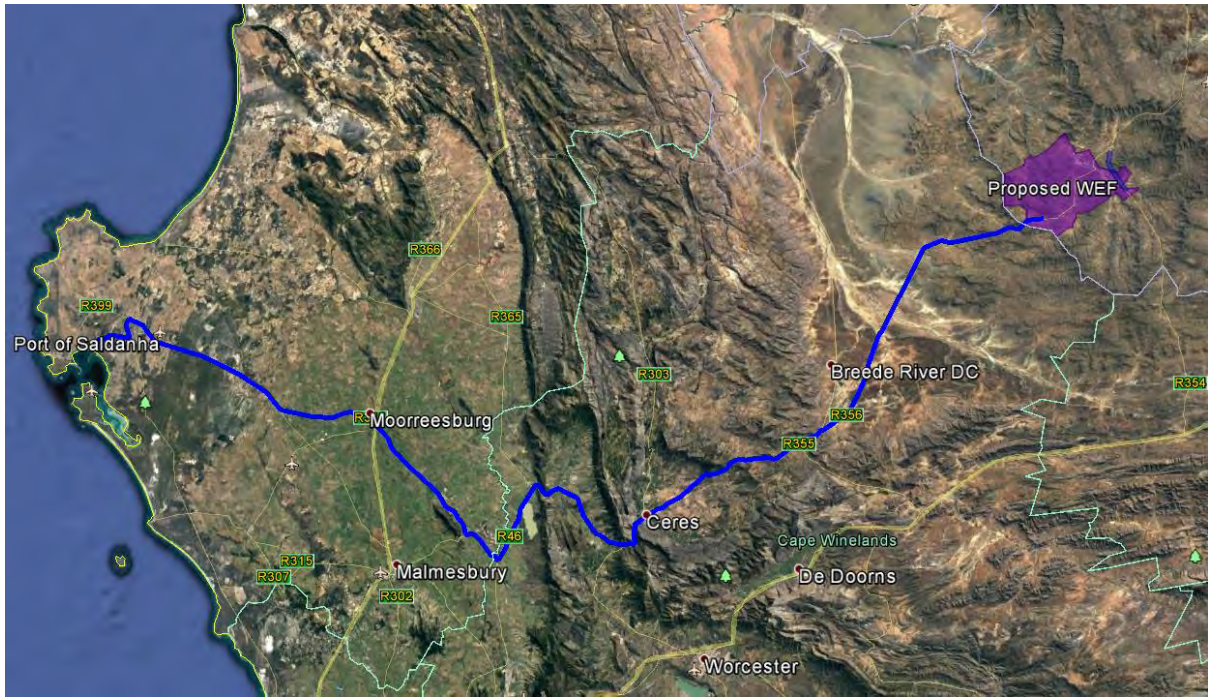 Proposed WEF
R366
R399
R365
Port of Saldanha
Breede River DC
R303
R354
Moorreesburg
R356
R355
Ceres
R46
Cape Winelands
R315
Malmesbury
De Doorns
R307
R302
Worcester